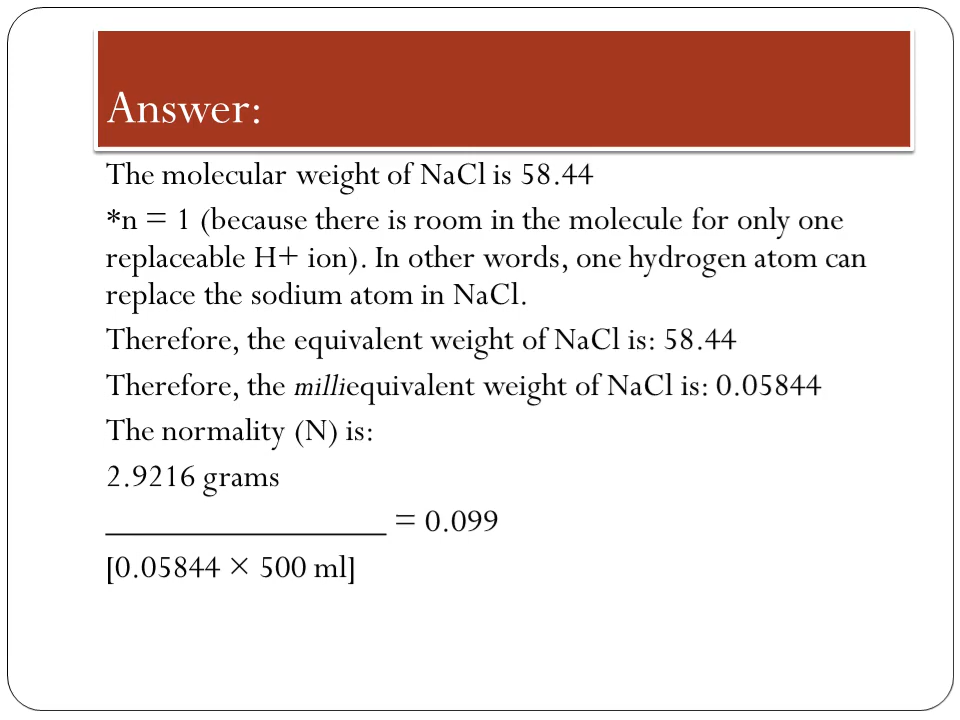 Answer:
The molecular weight of NaCl is 58.44
*n = 1 (because there is room in the molecule for only one
replaceable H+ ion). In other words, one hydrogen atom can
replace the sodium atom in NaCl.
Therefore, the equivalent weight of NaCl is: 58.44
Therefore, the milliequivalent weight of NaCl is: 0.05844
The normality (N) is:
2.9216 grams
__________________ = 0.099
[0.05844 × 500 ml]